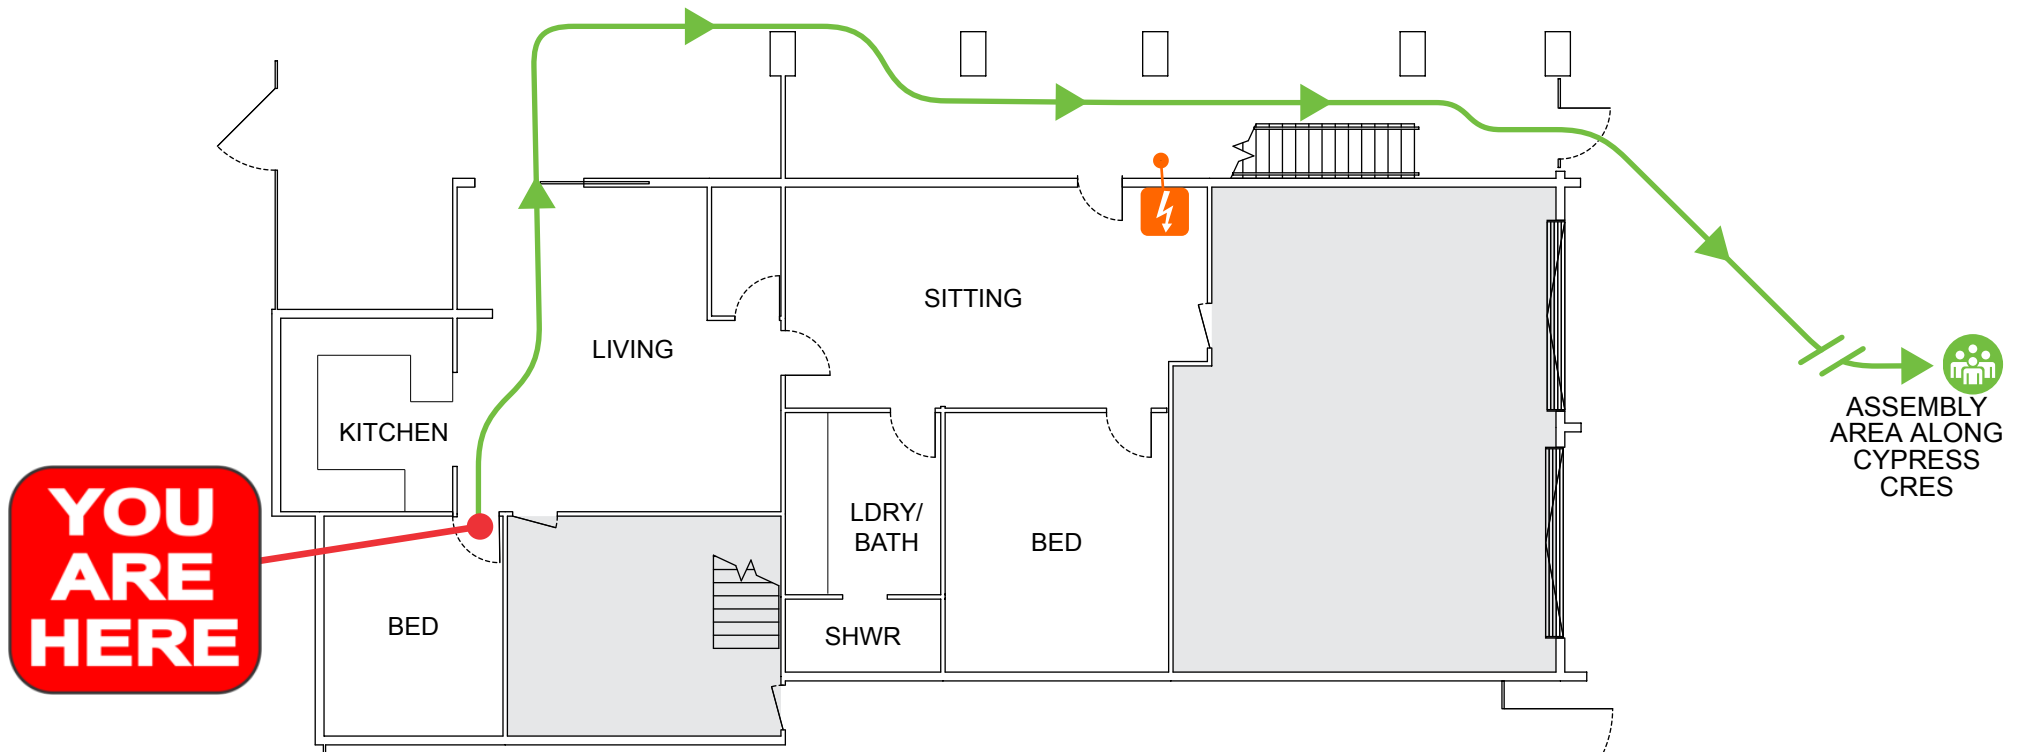 SITTING
LIVING
KITCHEN
ASSEMBLY
AREA ALONG
CYPRESS
CRES
YOU
ARE
HERE
LDRY/
BATH
BED
BED
SHWR